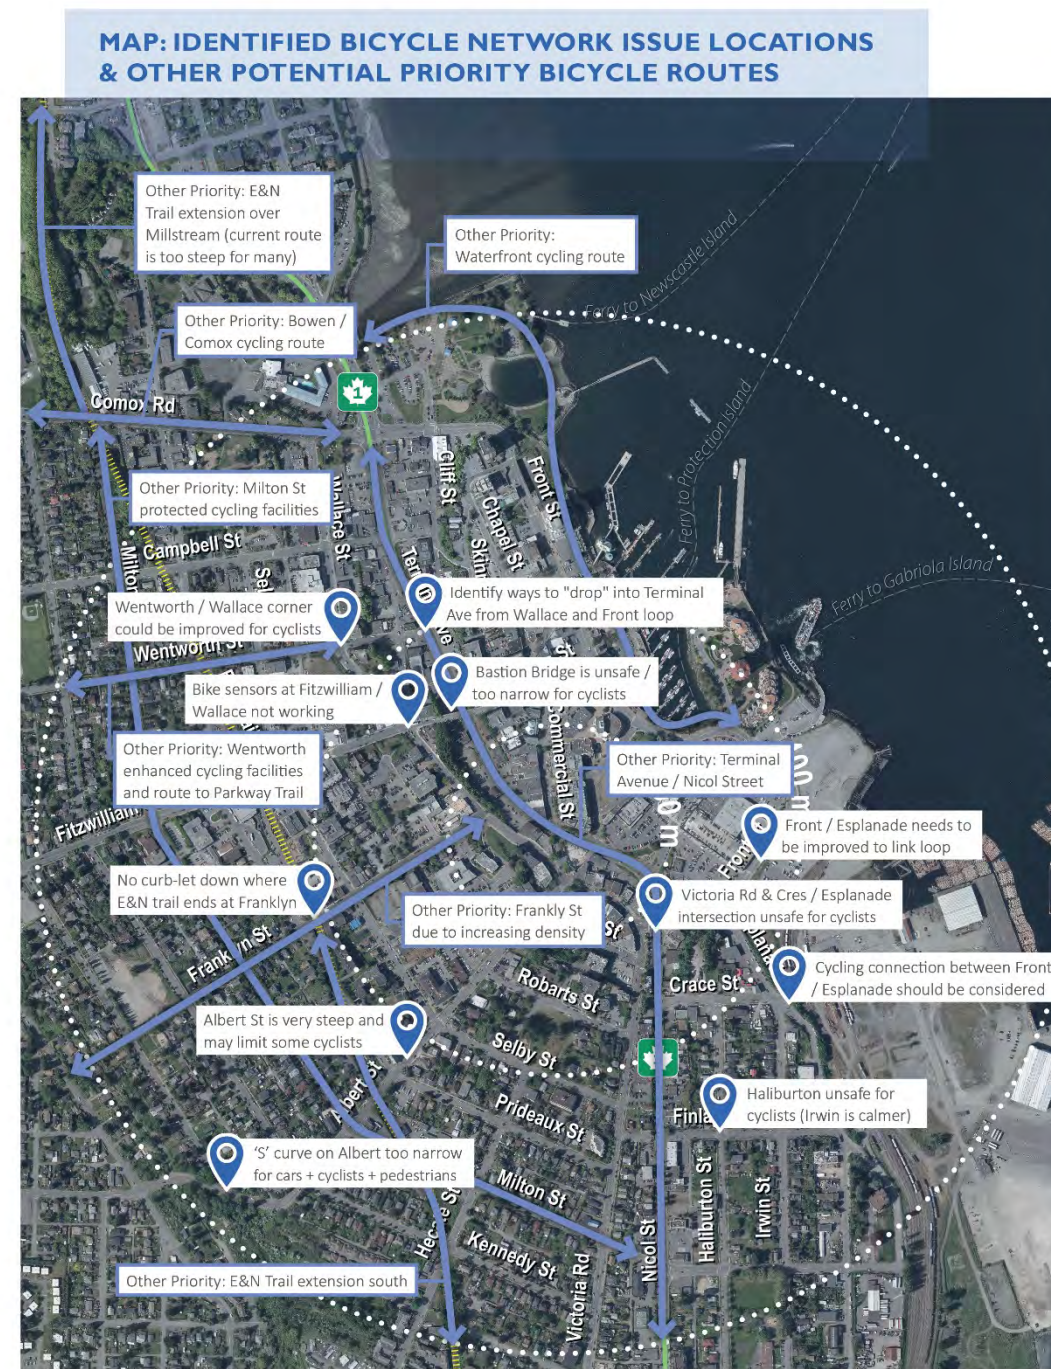 MAP: IDENTIFIED BICYCLE NETWORK ISSUE LOCATIONS
& OTHER POTENTIAL PRIORITY BICYCLE ROUTES
Other Priority: E&N
Trail extension over
Millstream (current route
is too steep for many)
Other Priority:
Waterfront cycling route
Ferry to Newcastle Island
Other Priority: Bowen /
Comox cycling route
1
Comox Rd
Ferry to Protection Island
Cliff St
Front St
Wallace St
Chapel St
Other Priority: Milton St
protected cycling facilities
Campbell St
Milton
Ferry to Gabriola Island
Identify ways to "drop" into Terminal
Ave from Wallace and Front loop
Wentworth / Wallace corner
could be improved for cyclists
Wentworth St
Bastion Bridge is unsafe /
too narrow for cyclists
Bike sensors at Fitzwilliam /
Wallace not working
Commercial St
Other Priority: Wentworth
enhanced cycling facilities
and route to Parkway Trail
Other Priority: Terminal
Avenue / Nicol Street
Fitzwilliam
Front / Esplanade needs to
be improved to link loop
No curb-let down where
E&N trail ends at Franklyn
Victoria Rd & Cres / Esplanade
intersection unsafe for cyclists
Other Priority: Frankly St
due to increasing density
St
Franklyn St
Cycling connection between Front
/ Esplanade should be considered
Robarts St
Crace St
Albert St is very steep and
may limit some cyclists
Selby St
Albert St
Prideaux St
Haliburton unsafe for
cyclists (Irwin is calmer)
'S' curve on Albert too narrow
for cars + cyclists + pedestrians
Milton St
Haliburton St
Irwin St
Nicol St
Kennedy St
Victoria Rd
Other Priority: E&N Trail extension south